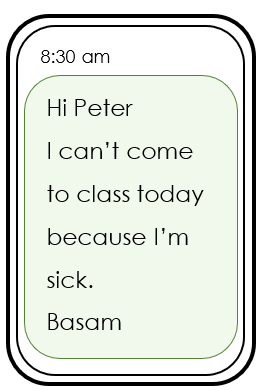 8:30 am
Hi Peter
I can't come
to class today
because I'm
sick.
Basam